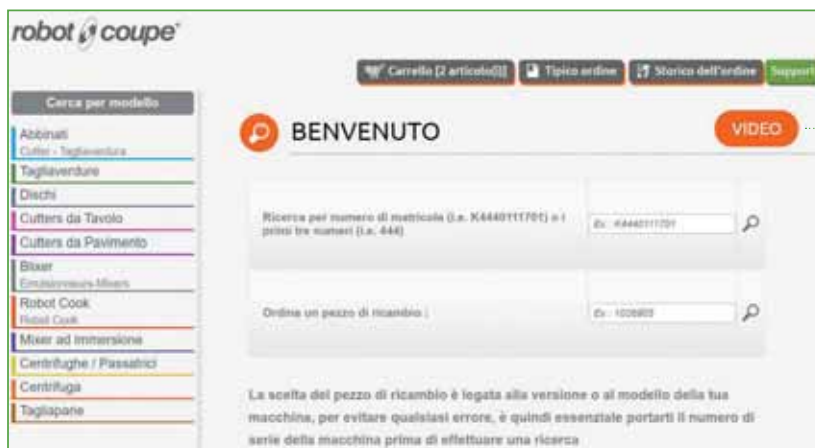 robot coupe
Carrello [2 articolo(i)]
Tipico ordine
Storico dell'ordine
Support
Cerca per modello
Abbinati
Cutter - Tagliaverdura
Tagliaverdure
Dischi
Cutters da Tavolo
Cutters da Pavimento
Blixer
Emulsionneurs-Mixers
Robot Cook
Robot Cook
Mixer ad Immersione
Centrifughe / Passatrici
Centrifuga
Tagliapane
BENVENUTO
VIDEO
Ricerca per numero di matricola (i.e. K4440111701) o i
primi tre numeri (i.e. 444)
Ex : K4440111701
Ordina un pezzo di ricambio :
Ex : 102690S
La scelta del pezzo di ricambio è legata alla versione o al modello della tua
macchina, per evitare qualsiasi errore, è quindi essenziale portarti il numero di
serie della macchina prima di effettuare una ricerca